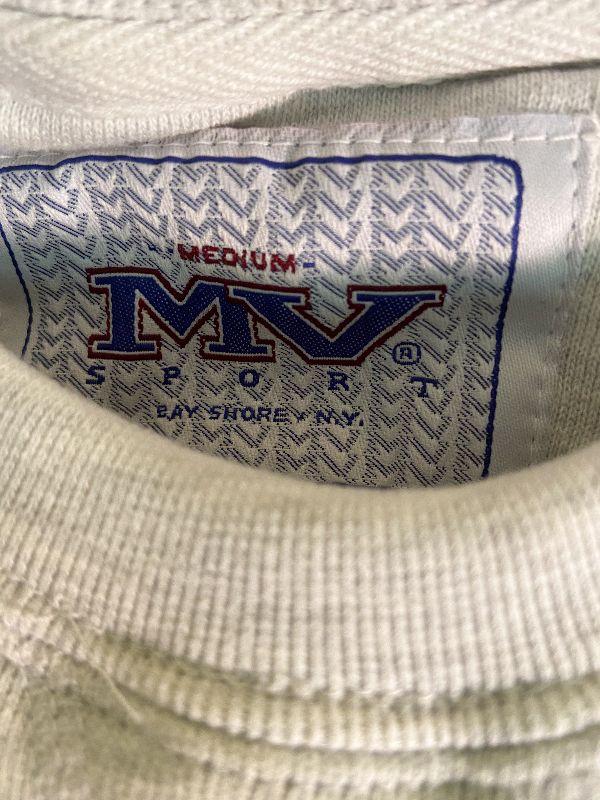 - MEDIUM -
MV ®
SPORT
BAY SHORE • N.Y.